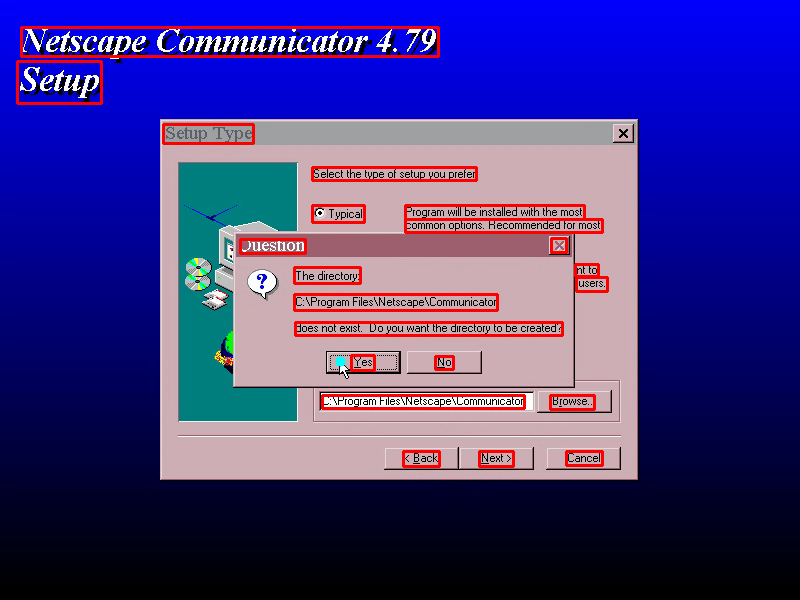 Netscape Communicator 4.79
Setup
Setup Type
Select the type of setup you prefer
Typical
Program will be installed with the most
common options. Recommended for most
Question
nt to
users.
The directory:
C:\Program Files\Netscape\Communicator
does not exist. Do you want the directory to be created?
Yes
No
C:\Program Files\Netscape\Communicator
Browse...
< Back
Next >
Cancel